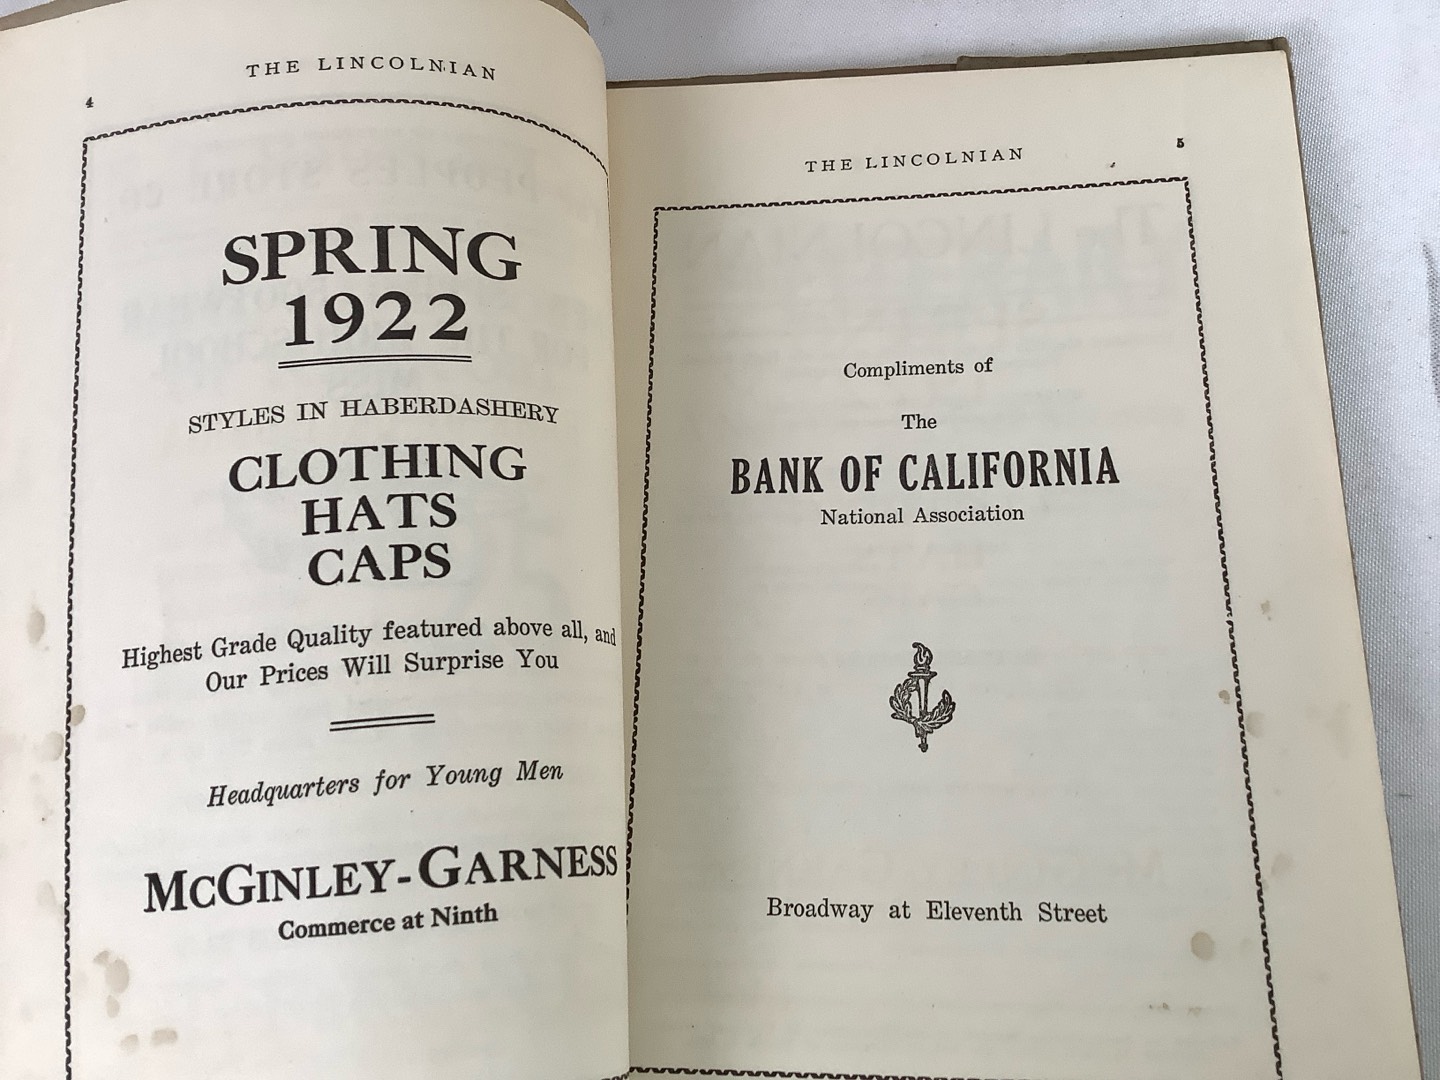 4
THE LINCOLNIAN
SPRING
1922
STYLES IN HABERDASHERY
CLOTHING
HATS
CAPS
Highest Grade Quality featured above all, and
Our Prices Will Surprise You
Headquarters for Young Men
MCGINLEY-GARNESS
Commerce at Ninth
THE LINCOLNIAN
5
Compliments of
The
BANK OF CALIFORNIA
National Association
Broadway at Eleventh Street